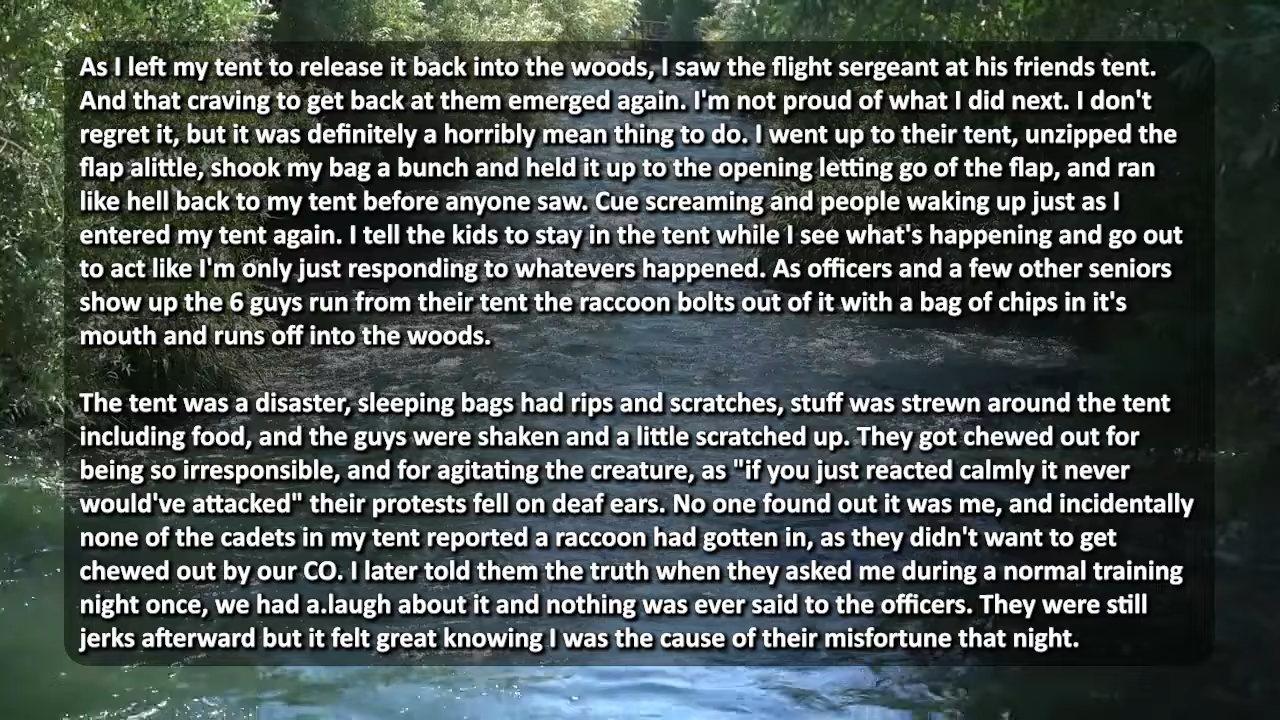 As I left my tent to release it back into the woods, I saw the flight sergeant at his friends tent.
And that craving to get back at them emerged again. I'm not proud of what I did next. I don't
regret it, but it was definitely a horribly mean thing to do. I went up to their tent, unzipped the
flap alittle, shook my bag a bunch and held it up to the opening letting go of the flap, and ran
like hell back to my tent before anyone saw. Cue screaming and people waking up just as I
entered my tent again. I tell the kids to stay in the tent while I see what's happening and go out
to act like I'm only just responding to whatevers happened. As officers and a few other seniors
show up the 6 guys run from their tent the raccoon bolts out of it with a bag of chips in it's
mouth and runs off into the woods.
The tent was a disaster, sleeping bags had rips and scratches, stuff was strewn around the tent
including food, and the guys were shaken and a little scratched up. They got chewed out for
being so irresponsible, and for agitating the creature, as "if you just reacted calmly it never
would've attacked" their protests fell on deaf ears. No one found out it was me, and incidentally
none of the cadets in my tent reported a raccoon had gotten in, as they didn't want to get
chewed out by our CO. I later told them the truth when they asked me during a normal training
night once, we had a.laugh about it and nothing was ever said to the officers. They were still
jerks afterward but it felt great knowing I was the cause of their misfortune that night.